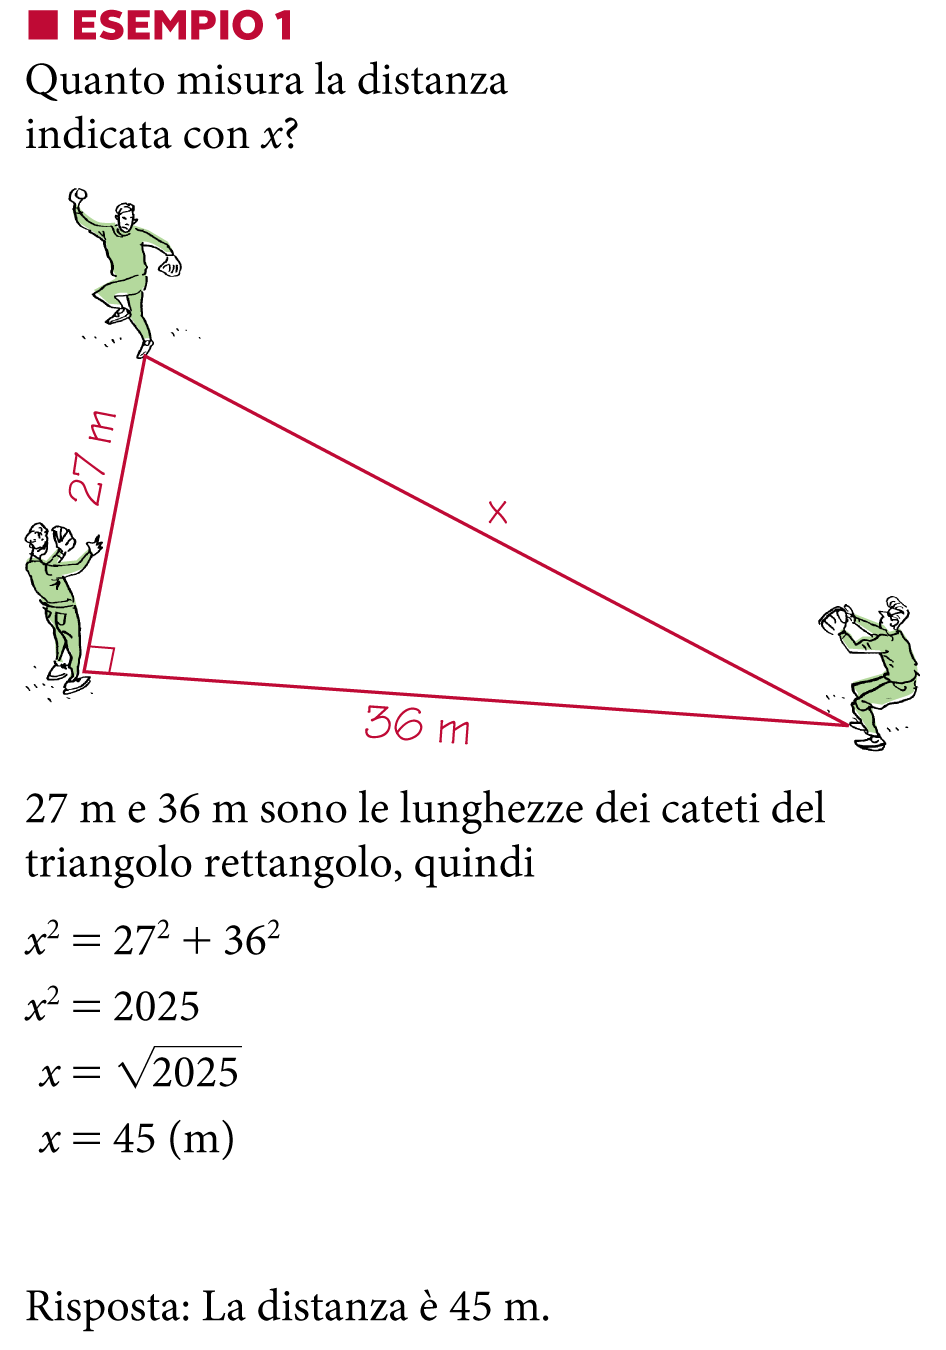 ■ ESEMPIO 1
Quanto misura la distanza
indicata con x?
27 m
x
36 m
27 m e 36 m sono le lunghezze dei cateti del
triangolo rettangolo, quindi
x² = 27² + 36²
x² = 2025
x = √2025
x = 45 (m)
Risposta: La distanza è 45 m.